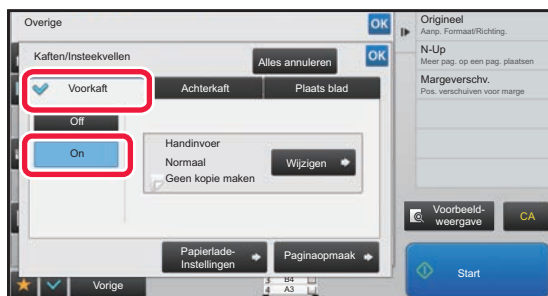 Overige
OK
Kaften/Insteekvellen
Alles annuleren
OK
Voorkaft
Achterkaft
Plaats blad
Off
On
Handinvoer
Normaal
Geen kopie maken
Wijzigen
Papierlade-
Instellingen
Paginaopmaak
Vorige
3 B4
4 A3
Origineel
Aanp. Formaat/Richting.
N-Up
Meer pag. op een pag. plaatsen
Margeverschv.
Pos. verschuiven voor marge
Voorbeeld-
weergave
CA
Start